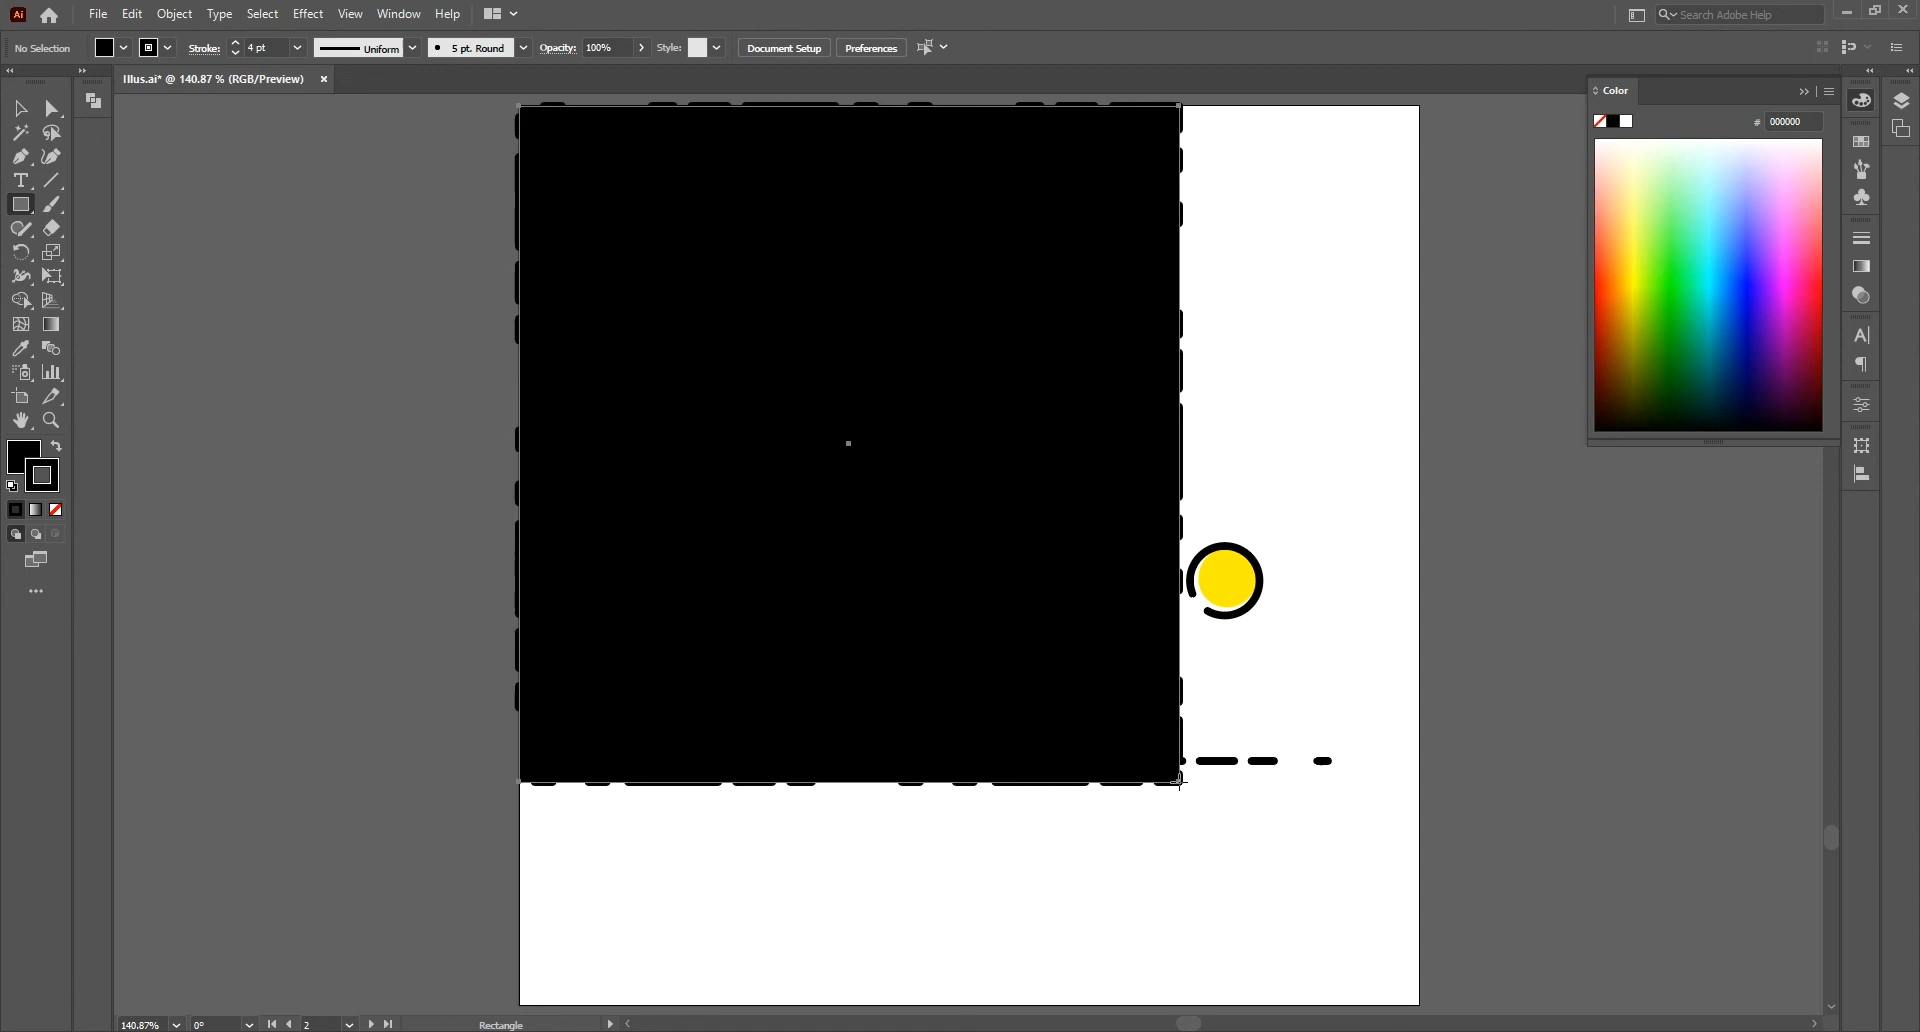 Ai File Edit Object Type Select Effect View Window Help Search Adobe Help
No Selection Stroke: 4 pt Uniform 5 pt. Round Opacity: 100% Style: Document Setup Preferences
Illus.ai* @ 140.87 % (RGB/Preview) ×
Color
# 000000
140.87% 0° 2 Rectangle